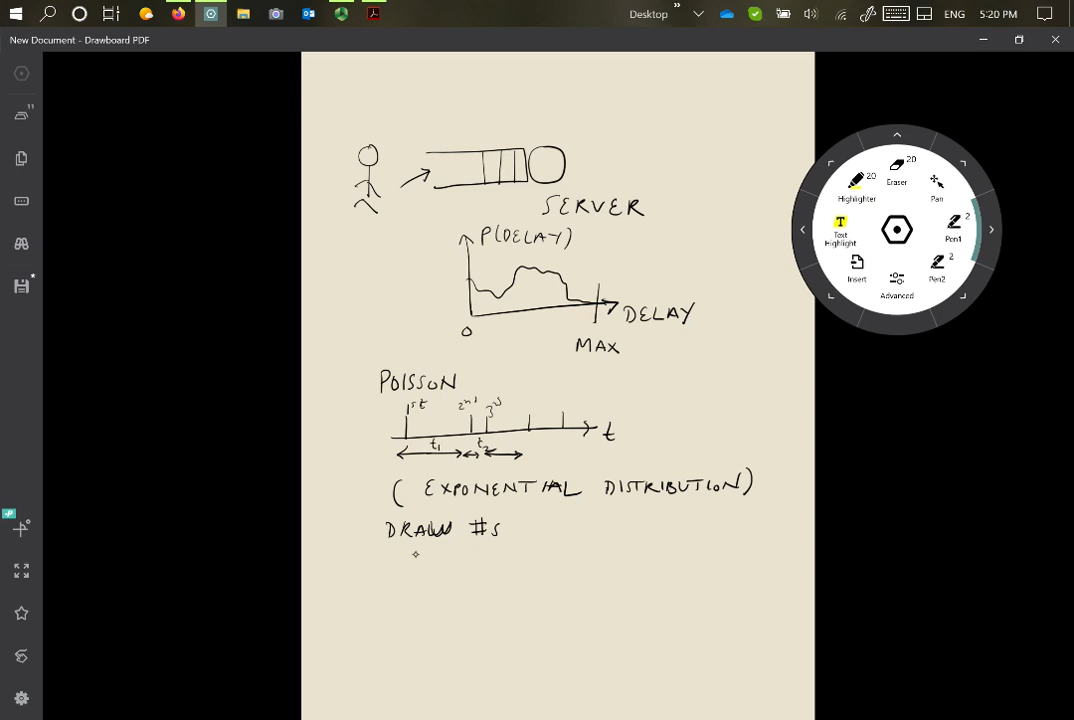 Desktop
»
ENG
5:20 PM
New Document - Drawboard PDF
SERVER
P(DELAY)
DELAY
0
MAX
POISSON
1st 2nd 3rd
t
t1 t2
( EXPONENTIAL DISTRIBUTION)
DRAW #s
20
Eraser
20
Highlighter
Pan
T
Text
Highlight
2
Pen1
Insert
2
Pen2
Advanced